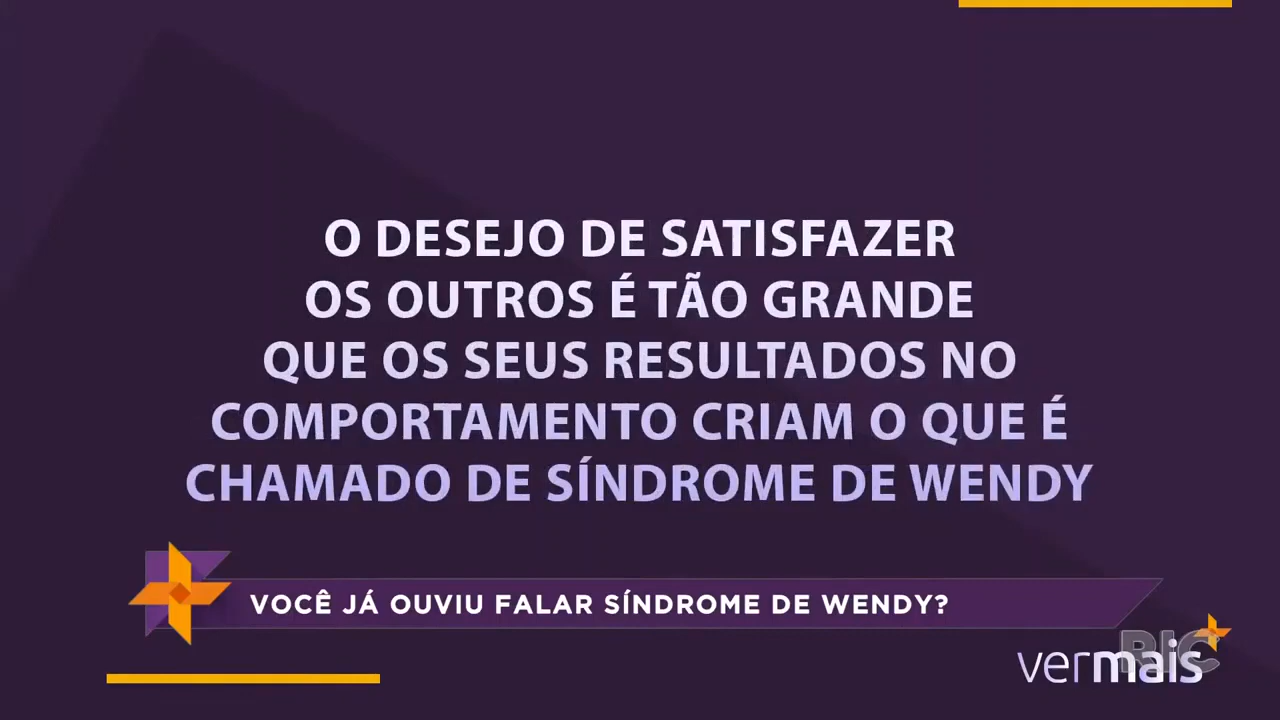 O DESEJO DE SATISFAZER
OS OUTROS É TÃO GRANDE
QUE OS SEUS RESULTADOS NO
COMPORTAMENTO CRIAM O QUE É
CHAMADO DE SÍNDROME DE WENDY
VOCÊ JÁ OUVIU FALAR SÍNDROME DE WENDY?
RIC
vermais